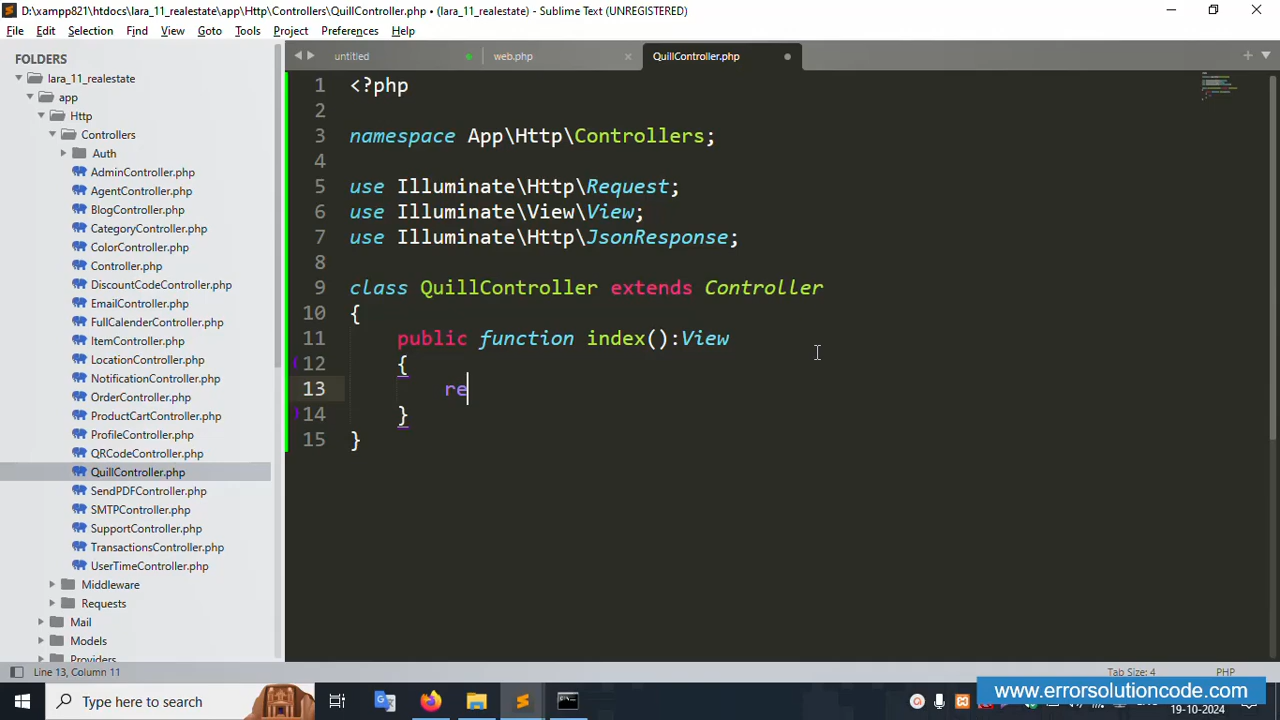 D:\xampp821\htdocs\lara_11_realestate\app\Http\Controllers\QuillController.php • (lara_11_realestate) - Sublime Text (UNREGISTERED)
File Edit Selection Find View Goto Tools Project Preferences Help
FOLDERS
lara_11_realestate
app
Http
Controllers
Auth
AdminController.php
AgentController.php
BlogController.php
CategoryController.php
ColorController.php
Controller.php
DiscountCodeController.php
EmailController.php
FullCalenderController.php
ItemController.php
LocationController.php
NotificationController.php
OrderController.php
ProductCartController.php
ProfileController.php
QRCodeController.php
QuillController.php
SendPDFController.php
SMTPController.php
SupportController.php
TransactionsController.php
UserTimeController.php
Middleware
Requests
Mail
Models
Providers
untitled web.php QuillController.php
1 <?php
2
3 namespace App\Http\Controllers;
4
5 use Illuminate\Http\Request;
6 use Illuminate\View\View;
7 use Illuminate\Http\JsonResponse;
8
9 class QuillController extends Controller
10 {
11 public function index():View
12 {
13 re
14 }
15 }
Line 13, Column 11 Tab Size: 4 PHP
Type here to search
www.errorsolutioncode.com
19-10-2024